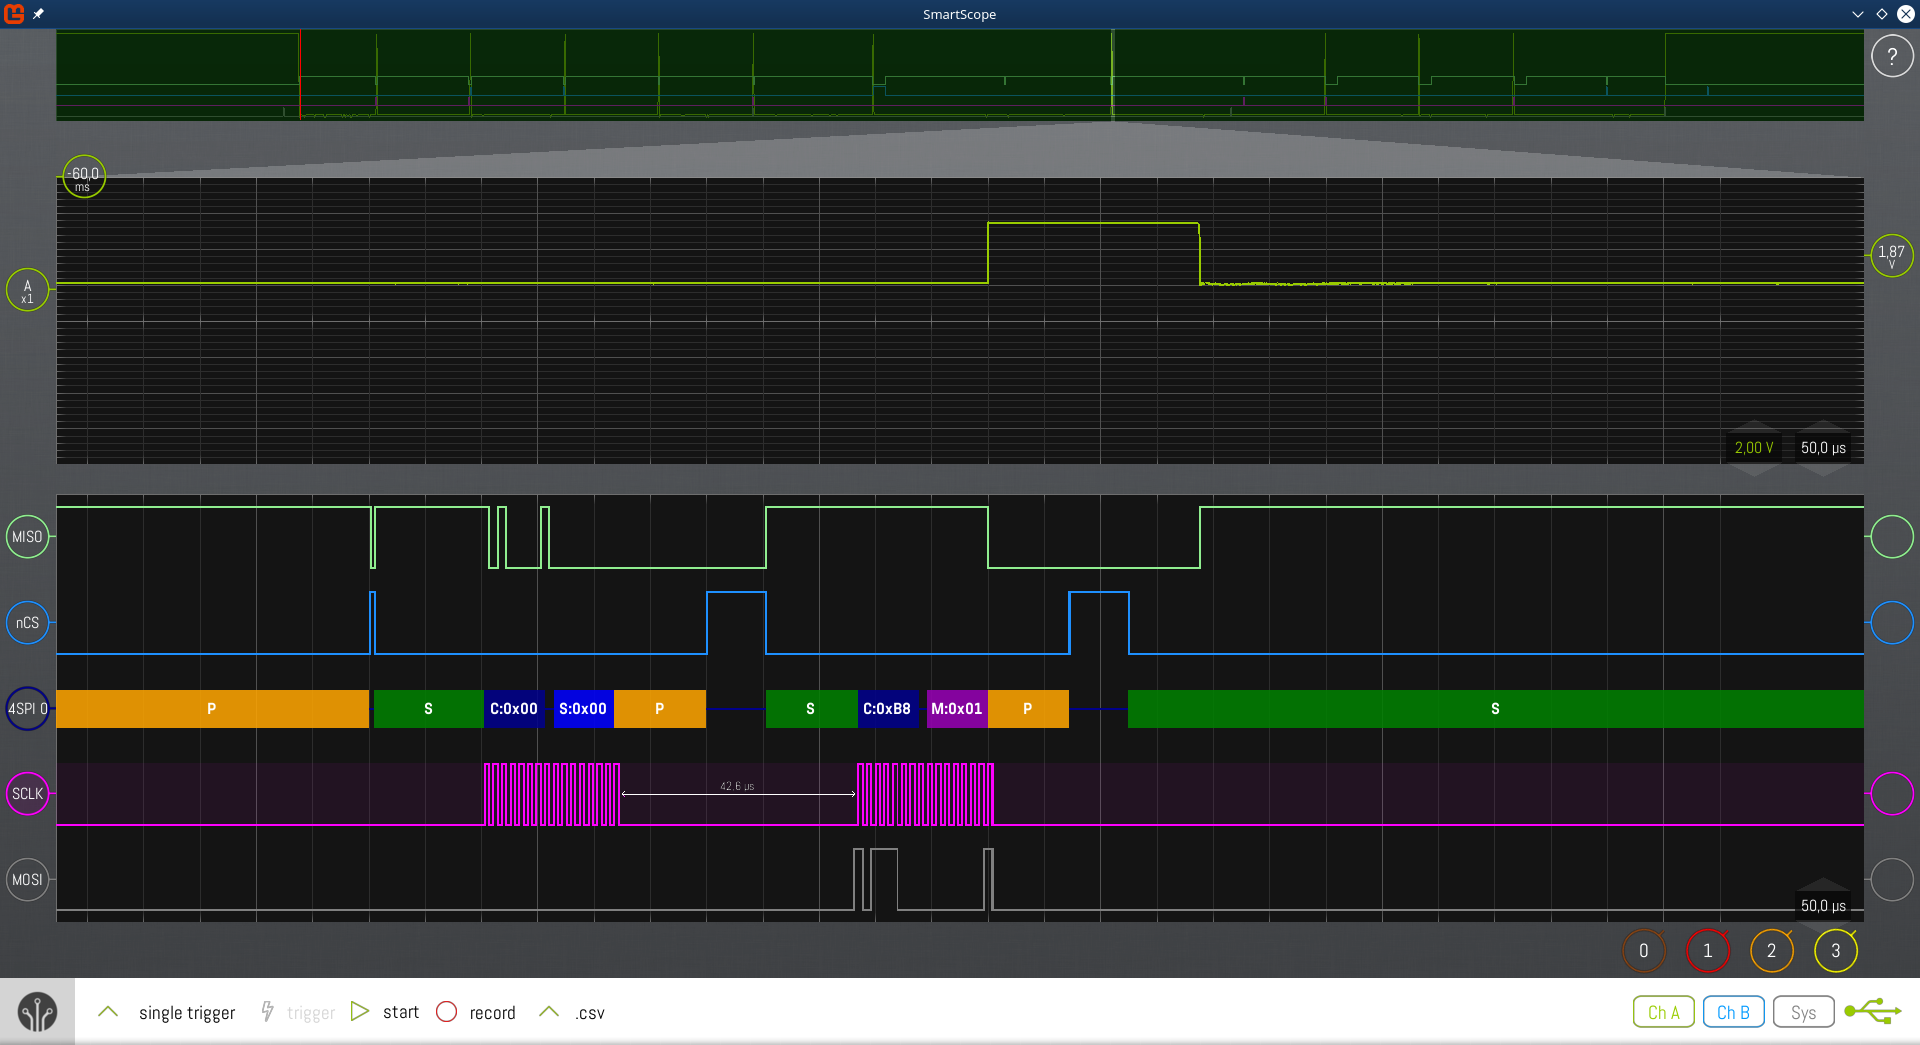 SmartScope
?
-60,0
ms
A
x1
1,87
V
2,00 V
50,0 µs
MISO
nCS
4SPI 0
P
S
C:0x00
S:0x00
P
S
C:0xB8
M:0x01
P
S
SCLK
42.6 µs
MOSI
50,0 µs
0
1
2
3
single trigger
trigger
start
record
.csv
Ch A
Ch B
Sys